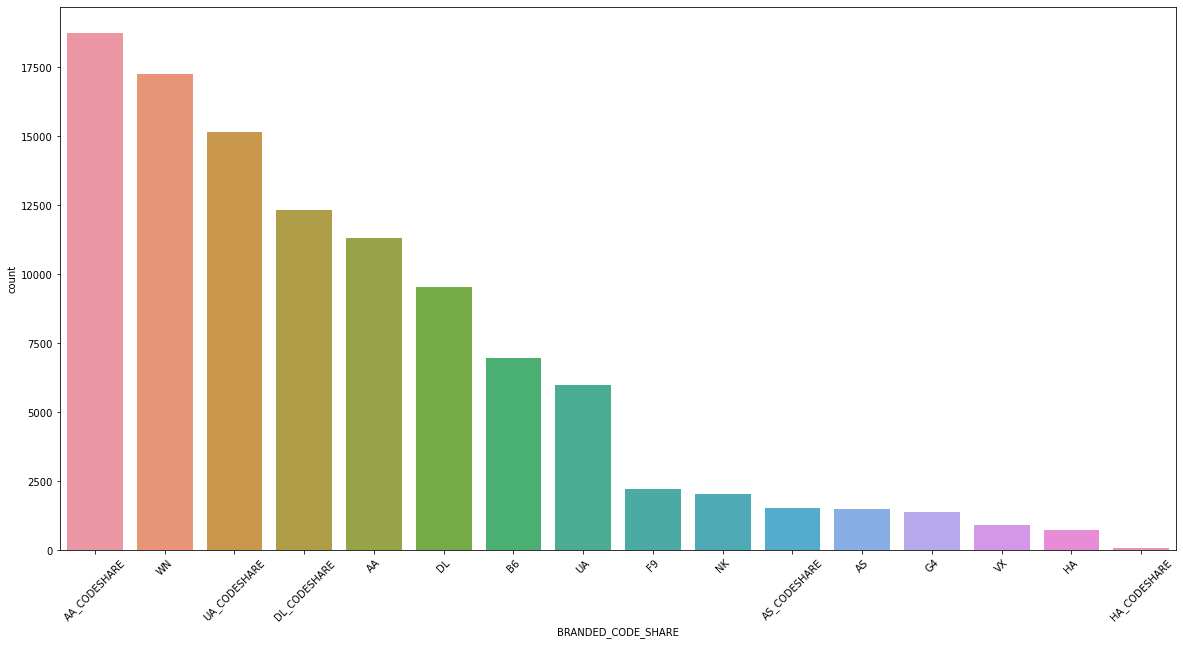 17500
15000
12500
10000
7500
5000
2500
0
count
AA_CODESHARE
WN
UA_CODESHARE
DL_CODESHARE
AA
DL
B6
UA
F9
NK
AS_CODESHARE
AS
G4
VX
HA
HA_CODESHARE
BRANDED_CODE_SHARE